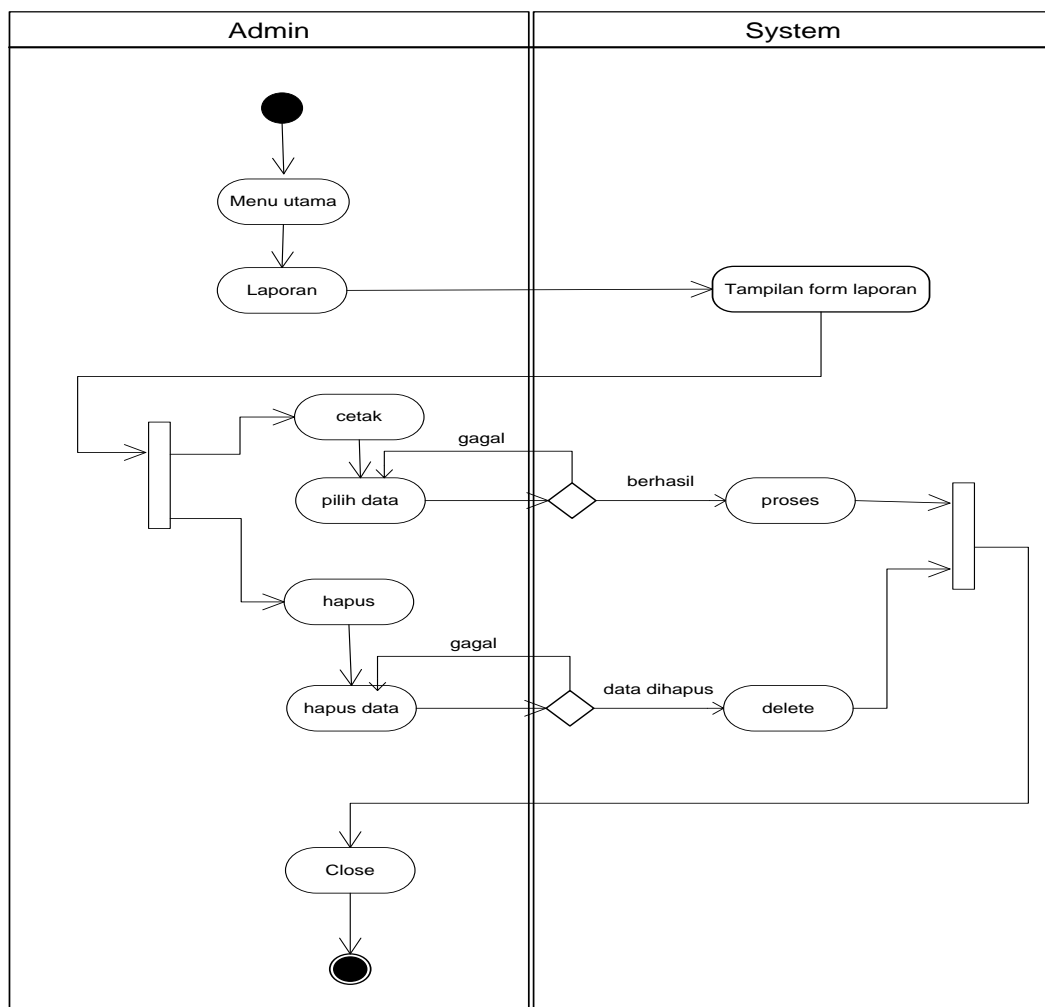 Admin
System
Menu utama
Laporan
Tampilan form laporan
cetak
gagal
pilih data
berhasil
proses
hapus
gagal
hapus data
data dihapus
delete
Close